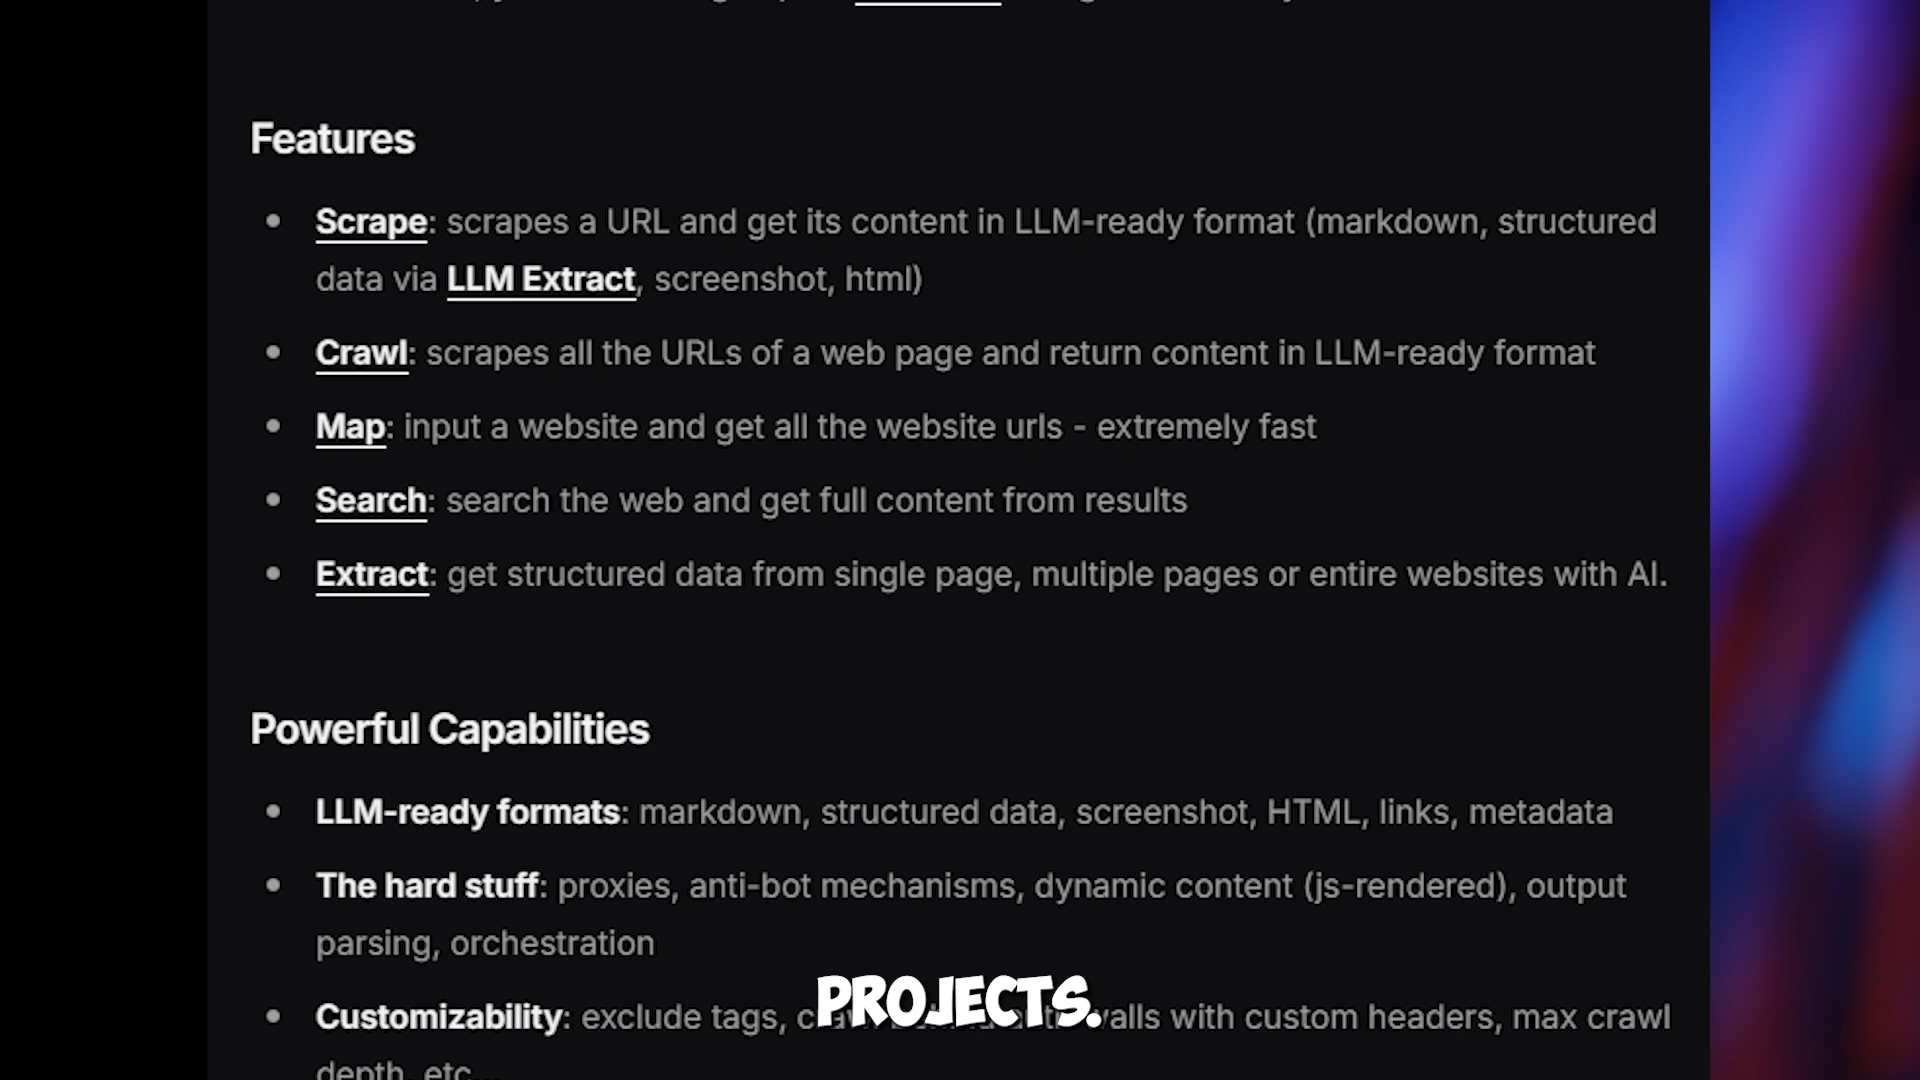 Features
• Scrape: scrapes a URL and get its content in LLM-ready format (markdown, structured
data via LLM Extract, screenshot, html)
• Crawl: scrapes all the URLs of a web page and return content in LLM-ready format
• Map: input a website and get all the website urls - extremely fast
• Search: search the web and get full content from results
• Extract: get structured data from single page, multiple pages or entire websites with AI.
Powerful Capabilities
• LLM-ready formats: markdown, structured data, screenshot, HTML, links, metadata
• The hard stuff: proxies, anti-bot mechanisms, dynamic content (js-rendered), output
parsing, orchestration
PROJECTS.
• Customizability: exclude tags, with custom headers, max crawl
depth, etc...